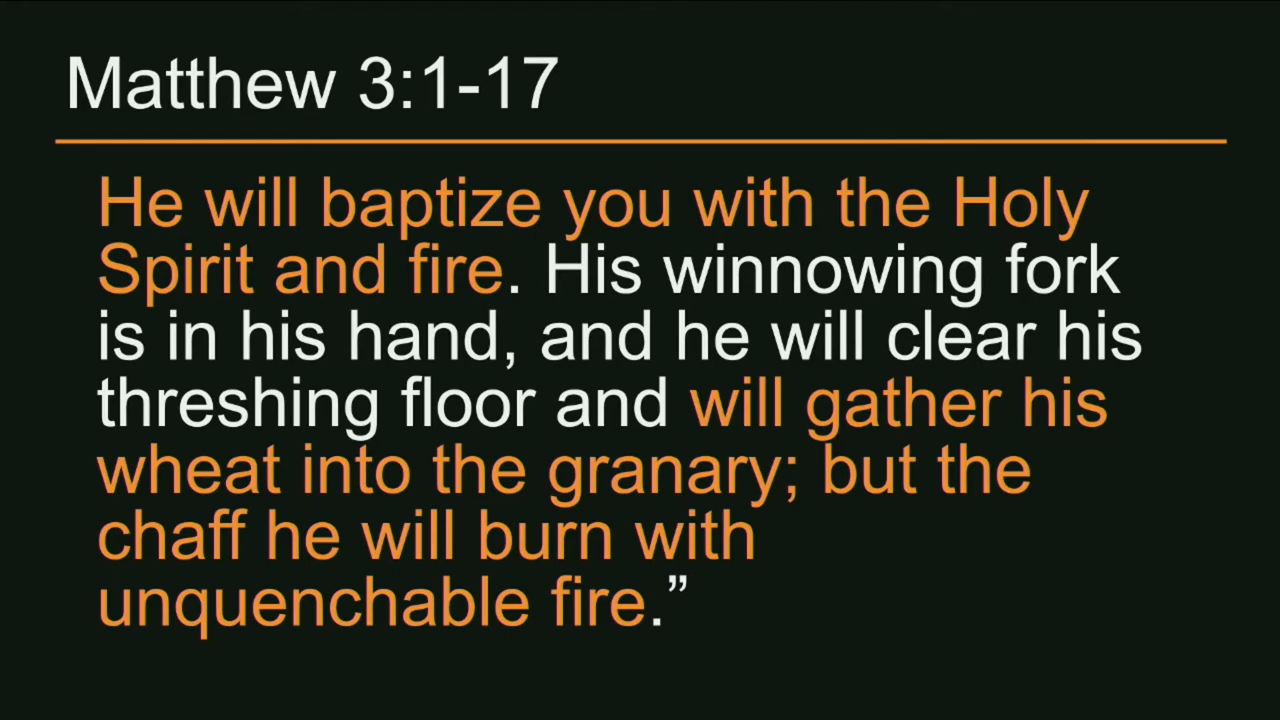 Matthew 3:1-17
He will baptize you with the Holy
Spirit and fire. His winnowing fork
is in his hand, and he will clear his
threshing floor and will gather his
wheat into the granary; but the
chaff he will burn with
unquenchable fire.”